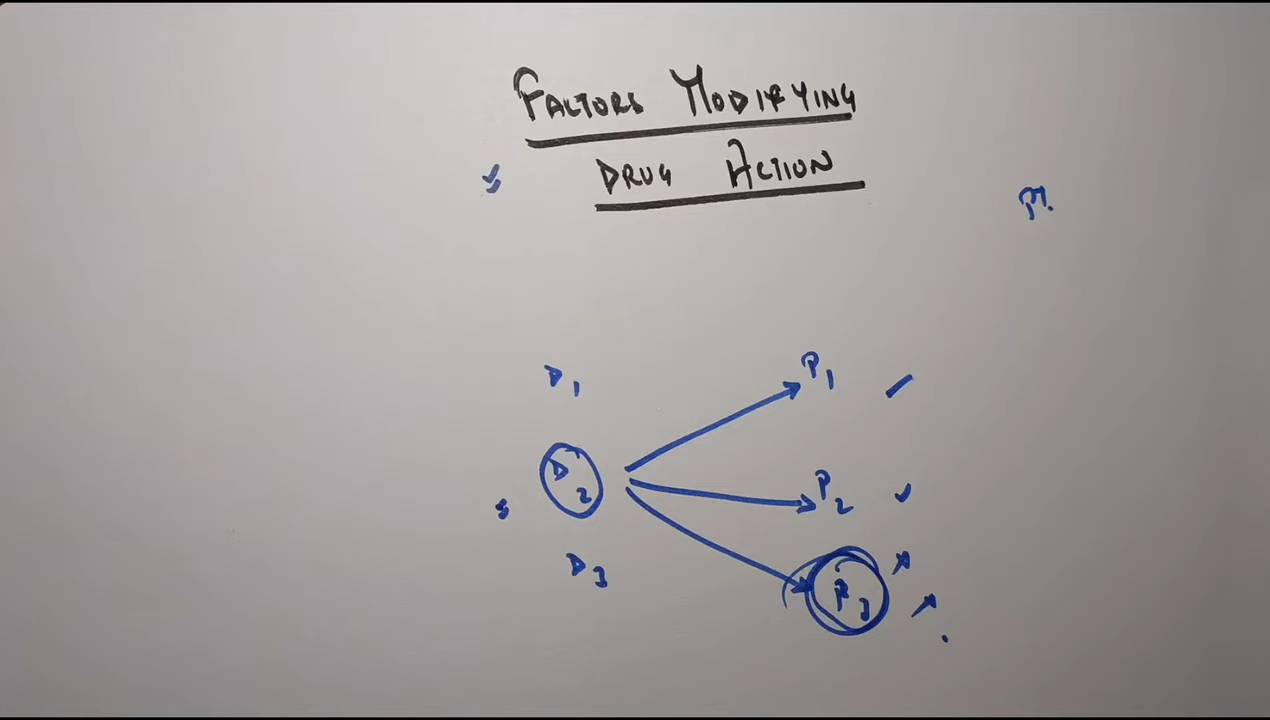 FACTORS MODIFYING
DRUG ACTION
D1
P1
D2
P2
D3
P3